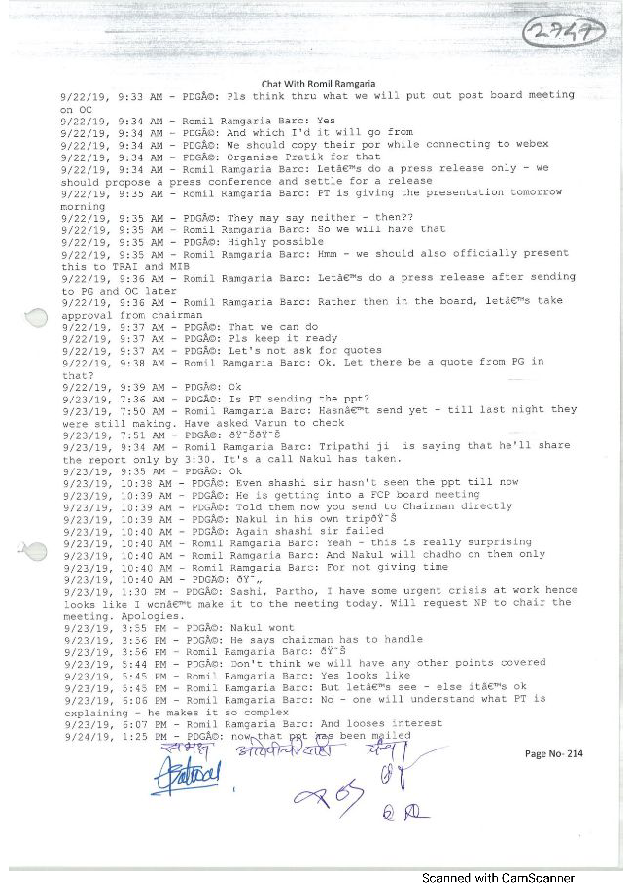 2747
Chat With Romil Ramgaria
9/22/19, 9:33 AM - PDGÃ©: Pls think thru what we will put out post board meeting
on OC
9/22/19, 9:34 AM - Romil Ramgaria Barc: Yes
9/22/19, 9:34 AM - PDGÃ©: And which I'd it will go from
9/22/19, 9:34 AM - PDGÃ©: We should copy their por while connecting to webex
9/22/19, 9:34 AM - PDGÃ©: Organise Pratik for that
9/22/19, 9:34 AM - Romil Ramgaria Barc: Letâ€™s do a press release only - we
should propose a press conference and settle for a release
9/22/19, 9:35 AM - Romil Ramgaria Barc: PT is giving the presentation tomorrow
morning
9/22/19, 9:35 AM - PDGÃ©: They may say neither - then??
9/22/19, 9:35 AM - Romil Ramgaria Barc: So we will have that
9/22/19, 9:35 AM - PDGÃ©: Highly possible
9/22/19, 9:35 AM - Romil Ramgaria Barc: Hmm - we should also officially present
this to TRAI and MIB
9/22/19, 9:36 AM - Romil Ramgaria Barc: Letâ€™s do a press release after sending
to PG and OC later
9/22/19, 9:36 AM - Romil Ramgaria Barc: Rather then in the board, letâ€™s take
approval from chairman
9/22/19, 9:37 AM - PDGÃ©: That we can do
9/22/19, 9:37 AM - PDGÃ©: Pls keep it ready
9/22/19, 9:37 AM - PDGÃ©: Let's not ask for quotes
9/22/19, 9:38 AM - Romil Ramgaria Barc: Ok. Let there be a quote from PG in
that?
9/22/19, 9:39 AM - PDGÃ©: Ok
9/23/19, 7:36 AM - PDGÃ©: Is PT sending the ppt?
9/23/19, 7:50 AM - Romil Ramgaria Barc: Hasnâ€™t send yet - till last night they
were still making. Have asked Varun to check
9/23/19, 7:51 AM - PDGÃ©: ðŸ˜ŠðŸ˜Š
9/23/19, 9:34 AM - Romil Ramgaria Barc: Tripathi ji is saying that he'll share
the report only by 3:30. It's a call Nakul has taken.
9/23/19, 9:35 AM - PDGÃ©: Ok
9/23/19, 10:38 AM - PDGÃ©: Even shashi sir hasn't seen the ppt till now
9/23/19, 10:39 AM - PDGÃ©: He is getting into a FCP board meeting
9/23/19, 10:39 AM - PDGÃ©: Told them now you send to Chairman directly
9/23/19, 10:39 AM - PDGÃ©: Nakul in his own tripðŸ˜Š
9/23/19, 10:40 AM - PDGÃ©: Again shashi sir failed
9/23/19, 10:40 AM - Romil Ramgaria Barc: Yeah - this is really surprising
9/23/19, 10:40 AM - Romil Ramgaria Barc: And Nakul will chadho on them only
9/23/19, 10:40 AM - Romil Ramgaria Barc: For not giving time
9/23/19, 10:40 AM - PDGÃ©: ðŸ˜„
9/23/19, 1:30 PM - PDGÃ©: Sashi, Partho, I have some urgent crisis at work hence
looks like I wonâ€™t make it to the meeting today. Will request NP to chair the
meeting. Apologies.
9/23/19, 3:55 PM - PDGÃ©: Nakul wont
9/23/19, 3:56 PM - PDGÃ©: He says chairman has to handle
9/23/19, 3:56 PM - Romil Ramgaria Barc: ðŸ˜Š
9/23/19, 5:44 PM - PDGÃ©: Don't think we will have any other points covered
9/23/19, 5:45 PM - Romil Ramgaria Barc: Yes looks like
9/23/19, 5:45 PM - Romil Ramgaria Barc: But letâ€™s see - else itâ€™s ok
9/23/19, 6:06 PM - Romil Ramgaria Barc: No - one will understand what PT is
explaining - he makes it so complex
9/23/19, 6:07 PM - Romil Ramgaria Barc: And looses interest
9/24/19, 1:25 PM - PDGÃ©: now that ppt has been mailed
समक्ष
Page No- 214
Scanned with CamScanner